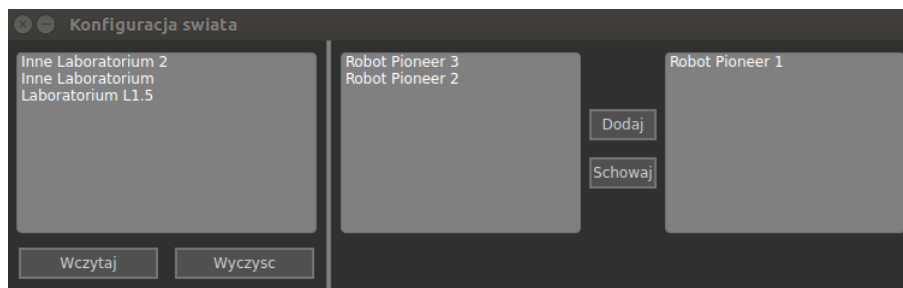 Konfiguracja swiata
Inne Laboratorium 2
Inne Laboratorium
Laboratorium L1.5
Wczytaj
Wyczysc
Robot Pioneer 3
Robot Pioneer 2
Dodaj
Schowaj
Robot Pioneer 1